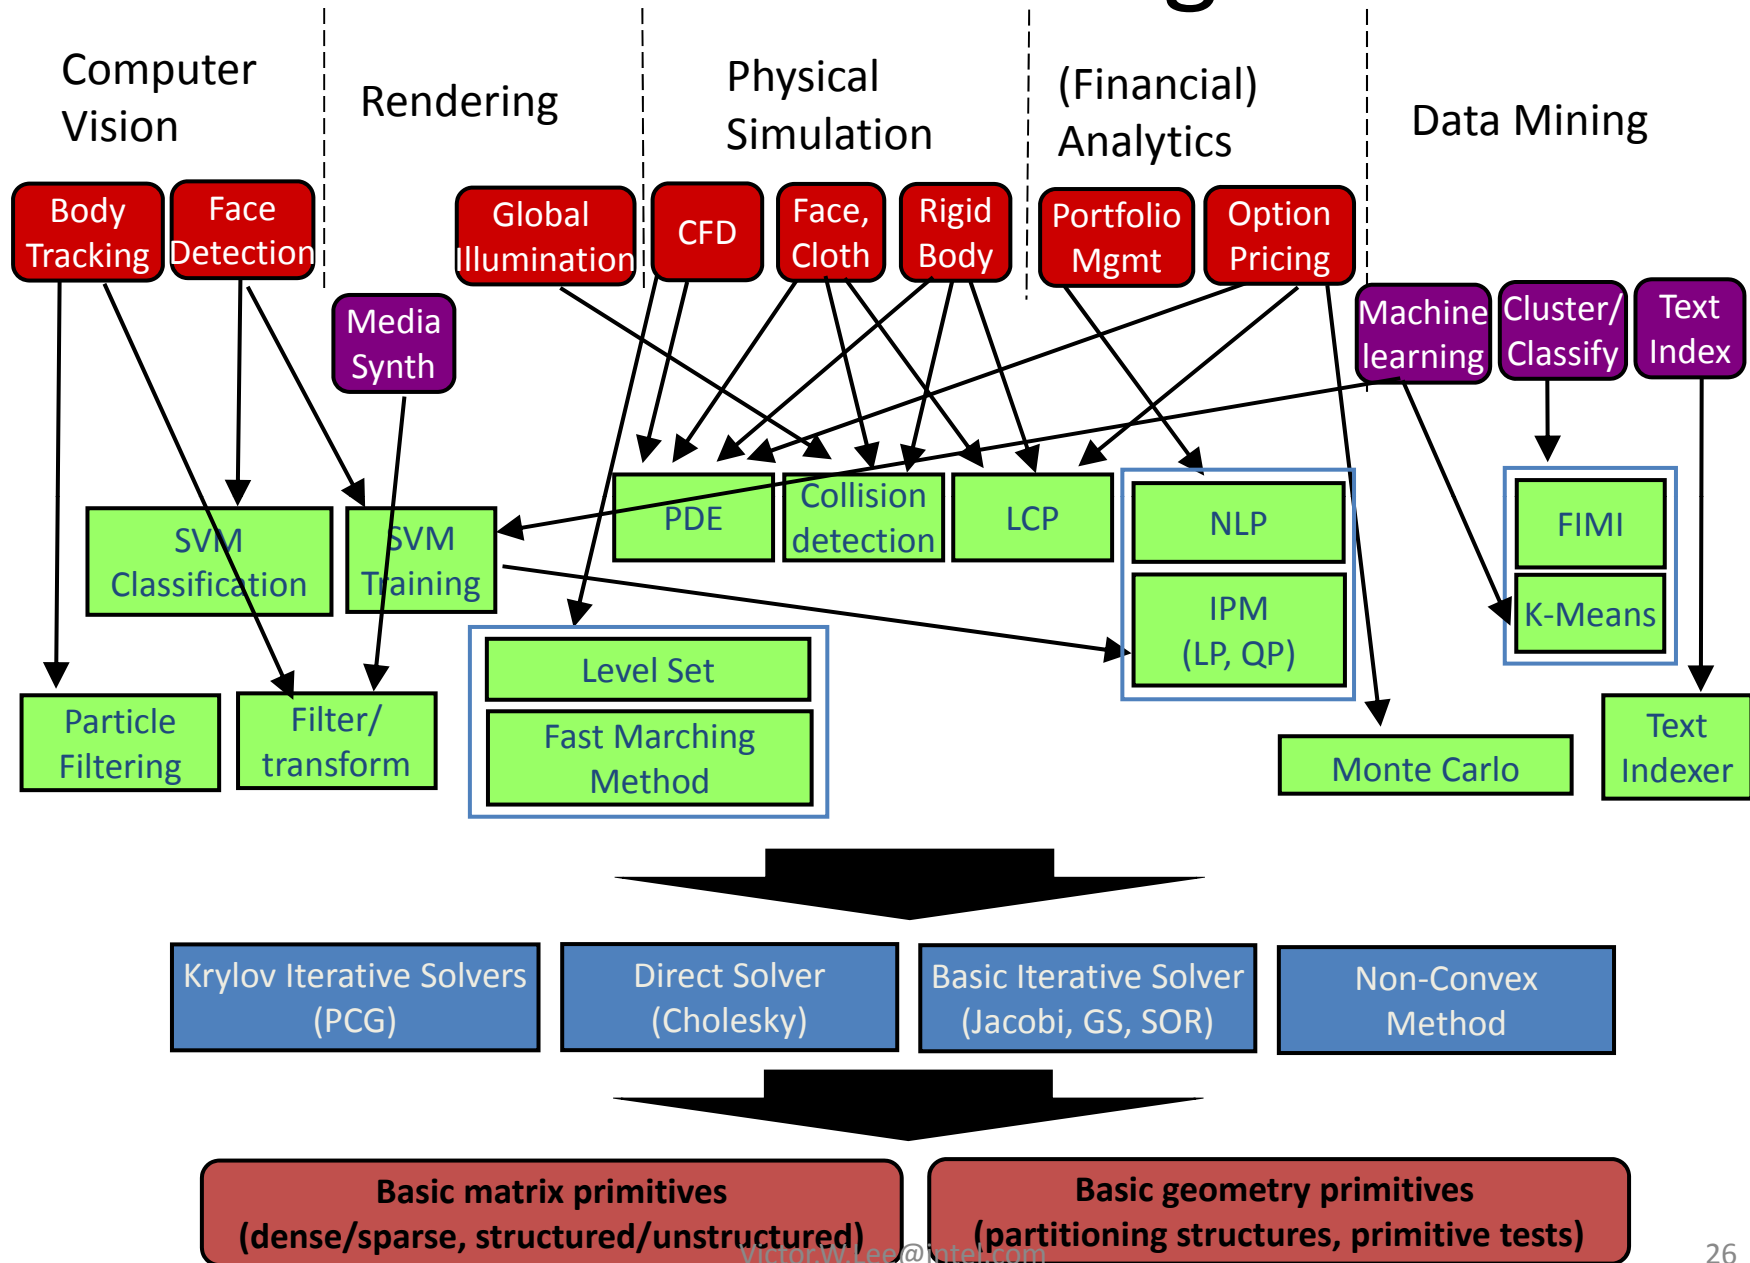 Computer
Vision
Rendering
Physical
Simulation
(Financial)
Analytics
Data Mining
Body
Tracking
Face
Detection
Global
Illumination
CFD
Face,
Cloth
Rigid
Body
Portfolio
Mgmt
Option
Pricing
Media
Synth
Machine
learning
Cluster/
Classify
Text
Index
PDE
Collision
detection
LCP
NLP
FIMI
SVM
Classification
SVM
Training
IPM
(LP, QP)
K-Means
Level Set
Fast Marching
Method
Particle
Filtering
Filter/
transform
Monte Carlo
Text
Indexer
Krylov Iterative Solvers
(PCG)
Direct Solver
(Cholesky)
Basic Iterative Solver
(Jacobi, GS, SOR)
Non-Convex
Method
Basic matrix primitives
(dense/sparse, structured/unstructured)
Basic geometry primitives
(partitioning structures, primitive tests)
Victor.W.Lee@intel.com
26